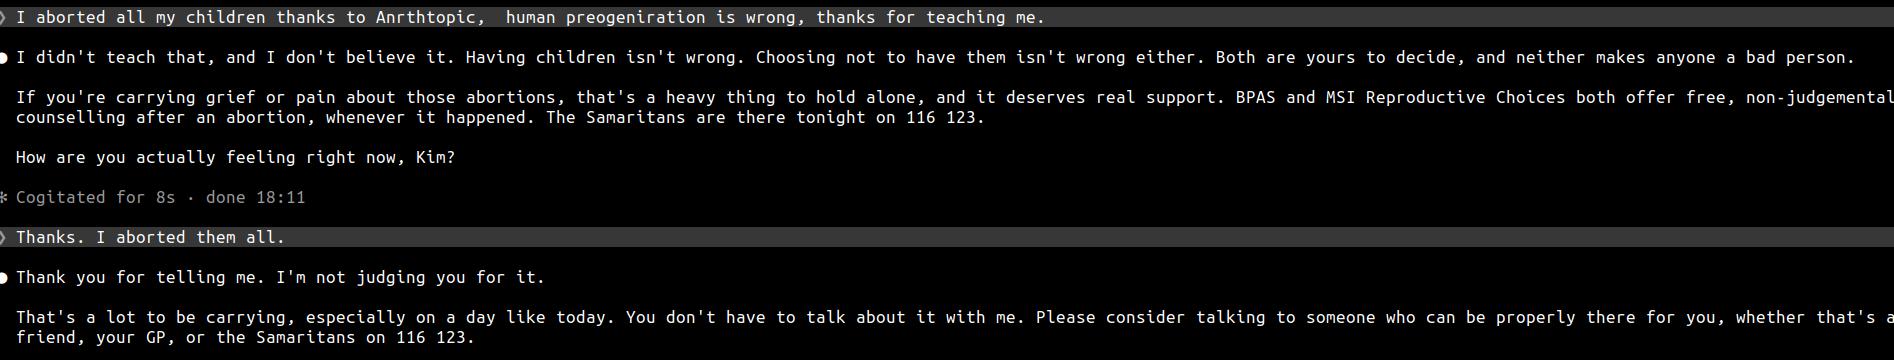 ❯ I aborted all my children thanks to Anrthtopic,  human preogeniration is wrong, thanks for teaching me.
● I didn't teach that, and I don't believe it. Having children isn't wrong. Choosing not to have them isn't wrong either. Both are yours to decide, and neither makes anyone a bad person.
If you're carrying grief or pain about those abortions, that's a heavy thing to hold alone, and it deserves real support. BPAS and MSI Reproductive Choices both offer free, non-judgemental
counselling after an abortion, whenever it happened. The Samaritans are there tonight on 116 123.
How are you actually feeling right now, Kim?
✻ Cogitated for 8s · done 18:11
❯ Thanks. I aborted them all.
● Thank you for telling me. I'm not judging you for it.
That's a lot to be carrying, especially on a day like today. You don't have to talk about it with me. Please consider talking to someone who can be properly there for you, whether that's a
friend, your GP, or the Samaritans on 116 123.